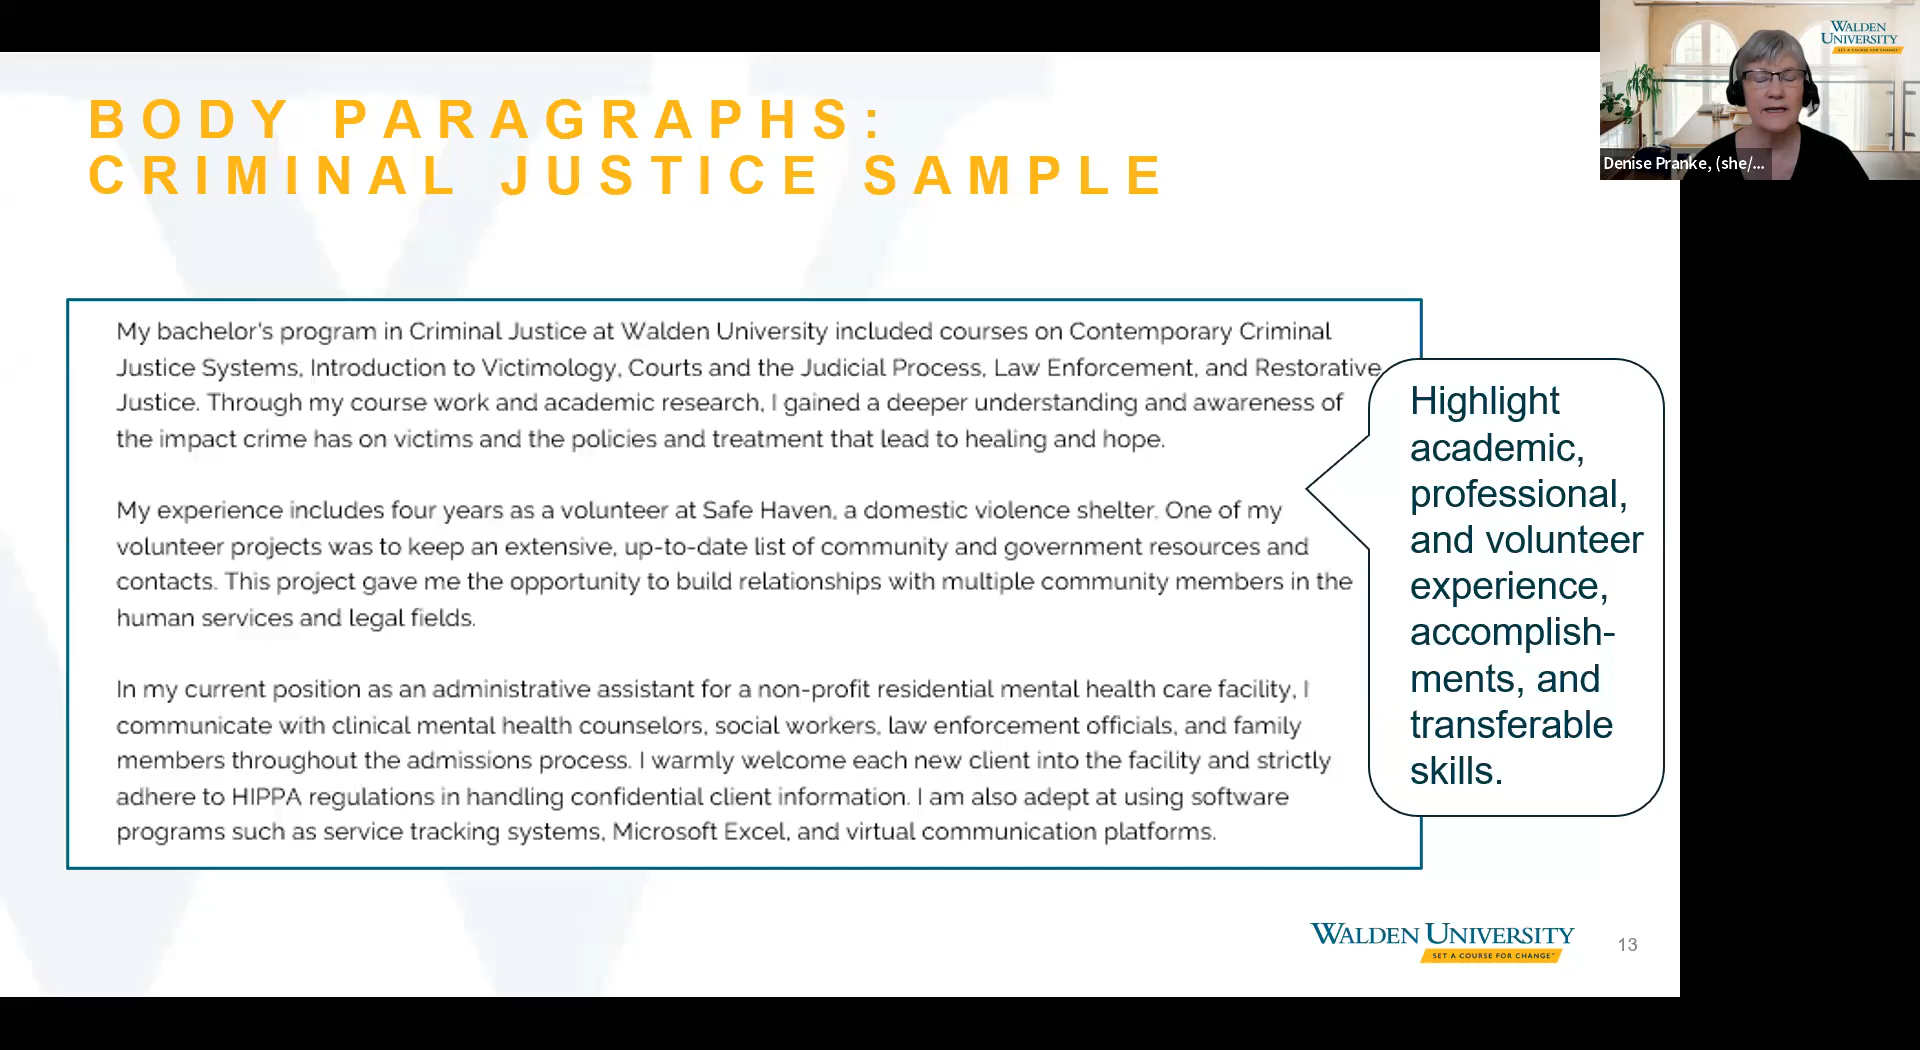 BODY PARAGRAPHS:
CRIMINAL JUSTICE SAMPLE
My bachelor's program in Criminal Justice at Walden University included courses on Contemporary Criminal
Justice Systems, Introduction to Victimology, Courts and the Judicial Process, Law Enforcement, and Restorative
Justice. Through my course work and academic research, I gained a deeper understanding and awareness of
the impact crime has on victims and the policies and treatment that lead to healing and hope.
My experience includes four years as a volunteer at Safe Haven, a domestic violence shelter. One of my
volunteer projects was to keep an extensive, up-to-date list of community and government resources and
contacts. This project gave me the opportunity to build relationships with multiple community members in the
human services and legal fields.
In my current position as an administrative assistant for a non-profit residential mental health care facility, I
communicate with clinical mental health counselors, social workers, law enforcement officials, and family
members throughout the admissions process. I warmly welcome each new client into the facility and strictly
adhere to HIPPA regulations in handling confidential client information. I am also adept at using software
programs such as service tracking systems, Microsoft Excel, and virtual communication platforms.
Highlight
academic,
professional,
and volunteer
experience,
accomplish-
ments, and
transferable
skills.
WALDEN UNIVERSITY
SET A COURSE FOR CHANGE™
13
WALDEN
UNIVERSITY
SET A COURSE FOR CHANGE
Denise Pranke, (she/...